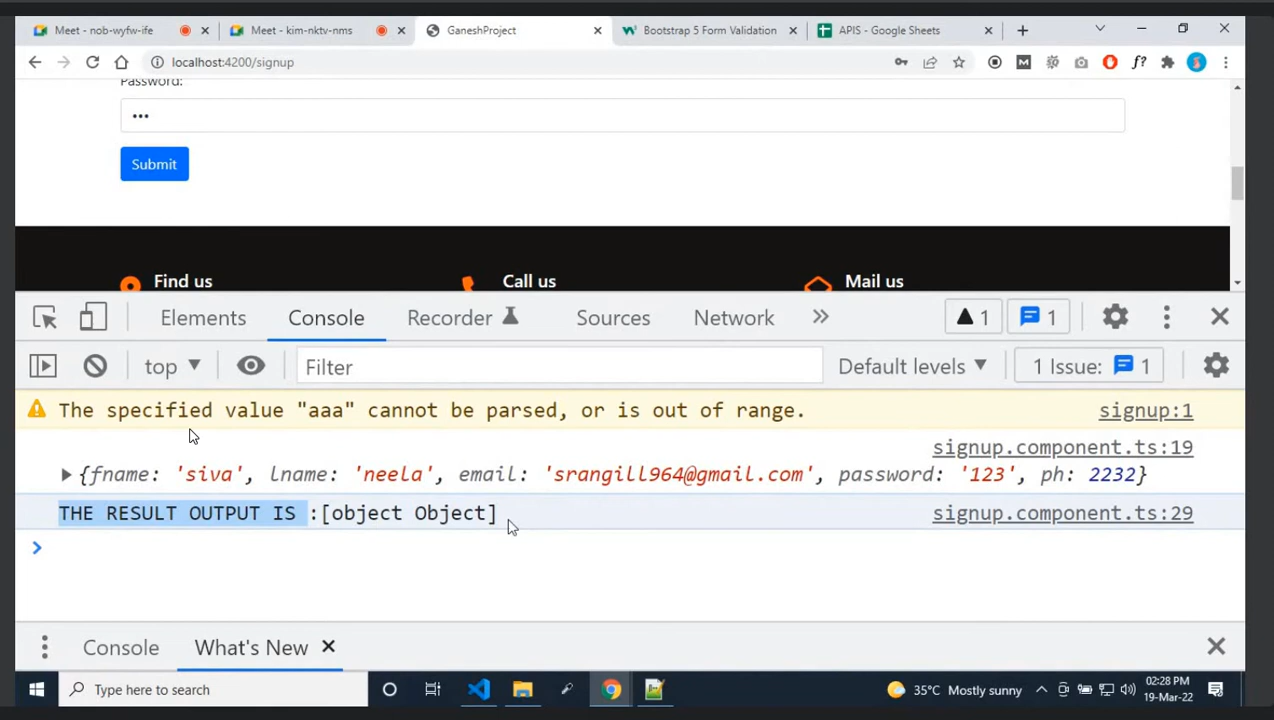 Meet - nob-wyfw-ife
Meet - kim-nktv-nms
GaneshProject
Bootstrap 5 Form Validation
APIS - Google Sheets
localhost:4200/signup
f?
Password:
•••
Submit
Find us
Call us
Mail us
Elements
Console
Recorder
Sources
Network
1
1
top
Filter
Default levels
1 Issue: 1
The specified value "aaa" cannot be parsed, or is out of range.
signup:1
signup.component.ts:19
{fname: 'siva', lname: 'neela', email: 'srangill964@gmail.com', password: '123', ph: 2232}
THE RESULT OUTPUT IS :[object Object]
signup.component.ts:29
Console
What's New
Type here to search
35°C Mostly sunny
02:28 PM
19-Mar-22